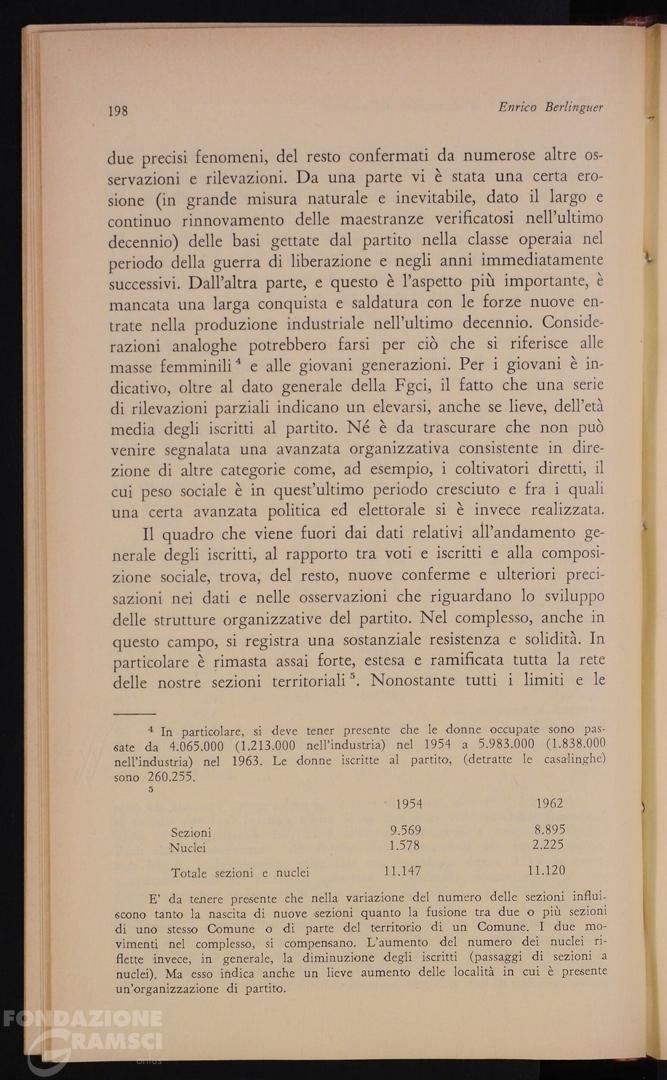 198 Enrico Berlinguer
due precisi fenomeni, del resto confermati da numerose altre os-
servazioni e rilevazioni. Da una parte vi è stata una certa ero-
sione (in grande misura naturale e inevitabile, dato il largo e
continuo rinnovamento delle maestranze verificatosi nell'ultimo
decennio) delle basi gettate dal partito nella classe operaia nel
periodo della guerra di liberazione e negli anni immediatamente
successivi. Dall'altra parte, e questo è l'aspetto più importante, è
mancata una larga conquista e saldatura con le forze nuove en-
trate nella produzione industriale nell'ultimo decennio. Conside-
razioni analoghe potrebbero farsi per ciò che si riferisce alle
masse femminili ⁴ e alle giovani generazioni. Per i giovani è in-
dicativo, oltre al dato generale della Fgci, il fatto che una serie
di rilevazioni parziali indicano un elevarsi, anche se lieve, dell'età
media degli iscritti al partito. Né è da trascurare che non può
venire segnalata una avanzata organizzativa consistente in dire-
zione di altre categorie come, ad esempio, i coltivatori diretti, il
cui peso sociale è in quest'ultimo periodo cresciuto e fra i quali
una certa avanzata politica ed elettorale si è invece realizzata.
Il quadro che viene fuori dai dati relativi all'andamento ge-
nerale degli iscritti, al rapporto tra voti e iscritti e alla composi-
zione sociale, trova, del resto, nuove conferme e ulteriori preci-
sazioni nei dati e nelle osservazioni che riguardano lo sviluppo
delle strutture organizzative del partito. Nel complesso, anche in
questo campo, si registra una sostanziale resistenza e solidità. In
particolare è rimasta assai forte, estesa e ramificata tutta la rete
delle nostre sezioni territoriali ⁵. Nonostante tutti i limiti e le
⁴ In particolare, si deve tener presente che le donne occupate sono pas-
sate da 4.065.000 (1.213.000 nell'industria) nel 1954 a 5.983.000 (1.838.000
nell'industria) nel 1963. Le donne iscritte al partito, (detratte le casalinghe)
sono 260.255.
⁵
1954 1962
Sezioni 9.569 8.895
Nuclei 1.578 2.225
Totale sezioni e nuclei 11.147 11.120
E' da tenere presente che nella variazione del numero delle sezioni influi-
scono tanto la nascita di nuove sezioni quanto la fusione tra due o più sezioni
di uno stesso Comune o di parte del territorio di un Comune. I due mo-
vimenti nel complesso, si compensano. L'aumento del numero dei nuclei ri-
flette invece, in generale, la diminuzione degli iscritti (passaggi di sezioni a
nuclei). Ma esso indica anche un lieve aumento delle località in cui è presente
un'organizzazione di partito.
FONDAZIONE
GRAMSCI
onlus